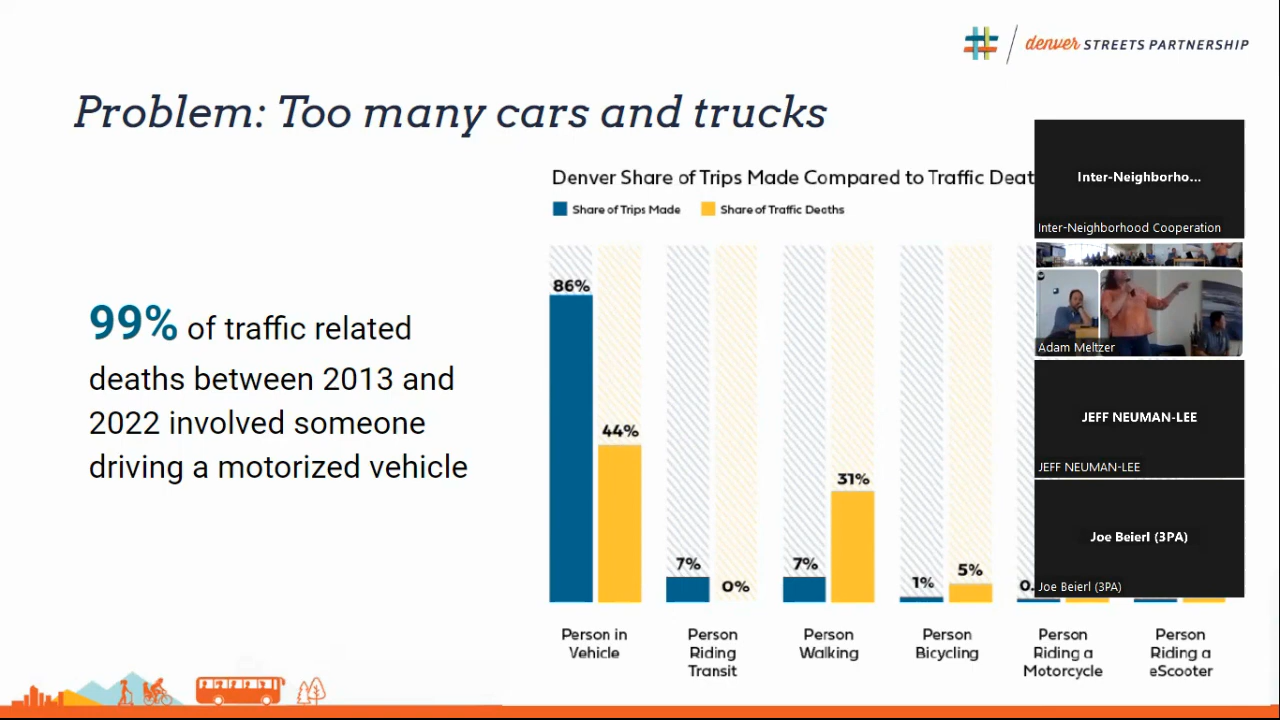 denver STREETS PARTNERSHIP
Problem: Too many cars and trucks
99% of traffic related
deaths between 2013 and
2022 involved someone
driving a motorized vehicle
Denver Share of Trips Made Compared to Traffic Deat
Share of Trips Made
Share of Traffic Deaths
86%
44%
7%
0%
7%
31%
1%
5%
0.
Person in
Vehicle
Person
Riding
Transit
Person
Walking
Person
Bicycling
Person
Riding a
Motorcycle
Person
Riding a
eScooter
Inter-Neighborho...
Inter-Neighborhood Cooperation
Adam Meltzer
JEFF NEUMAN-LEE
JEFF NEUMAN-LEE
Joe Beierl (3PA)
Joe Beierl (3PA)